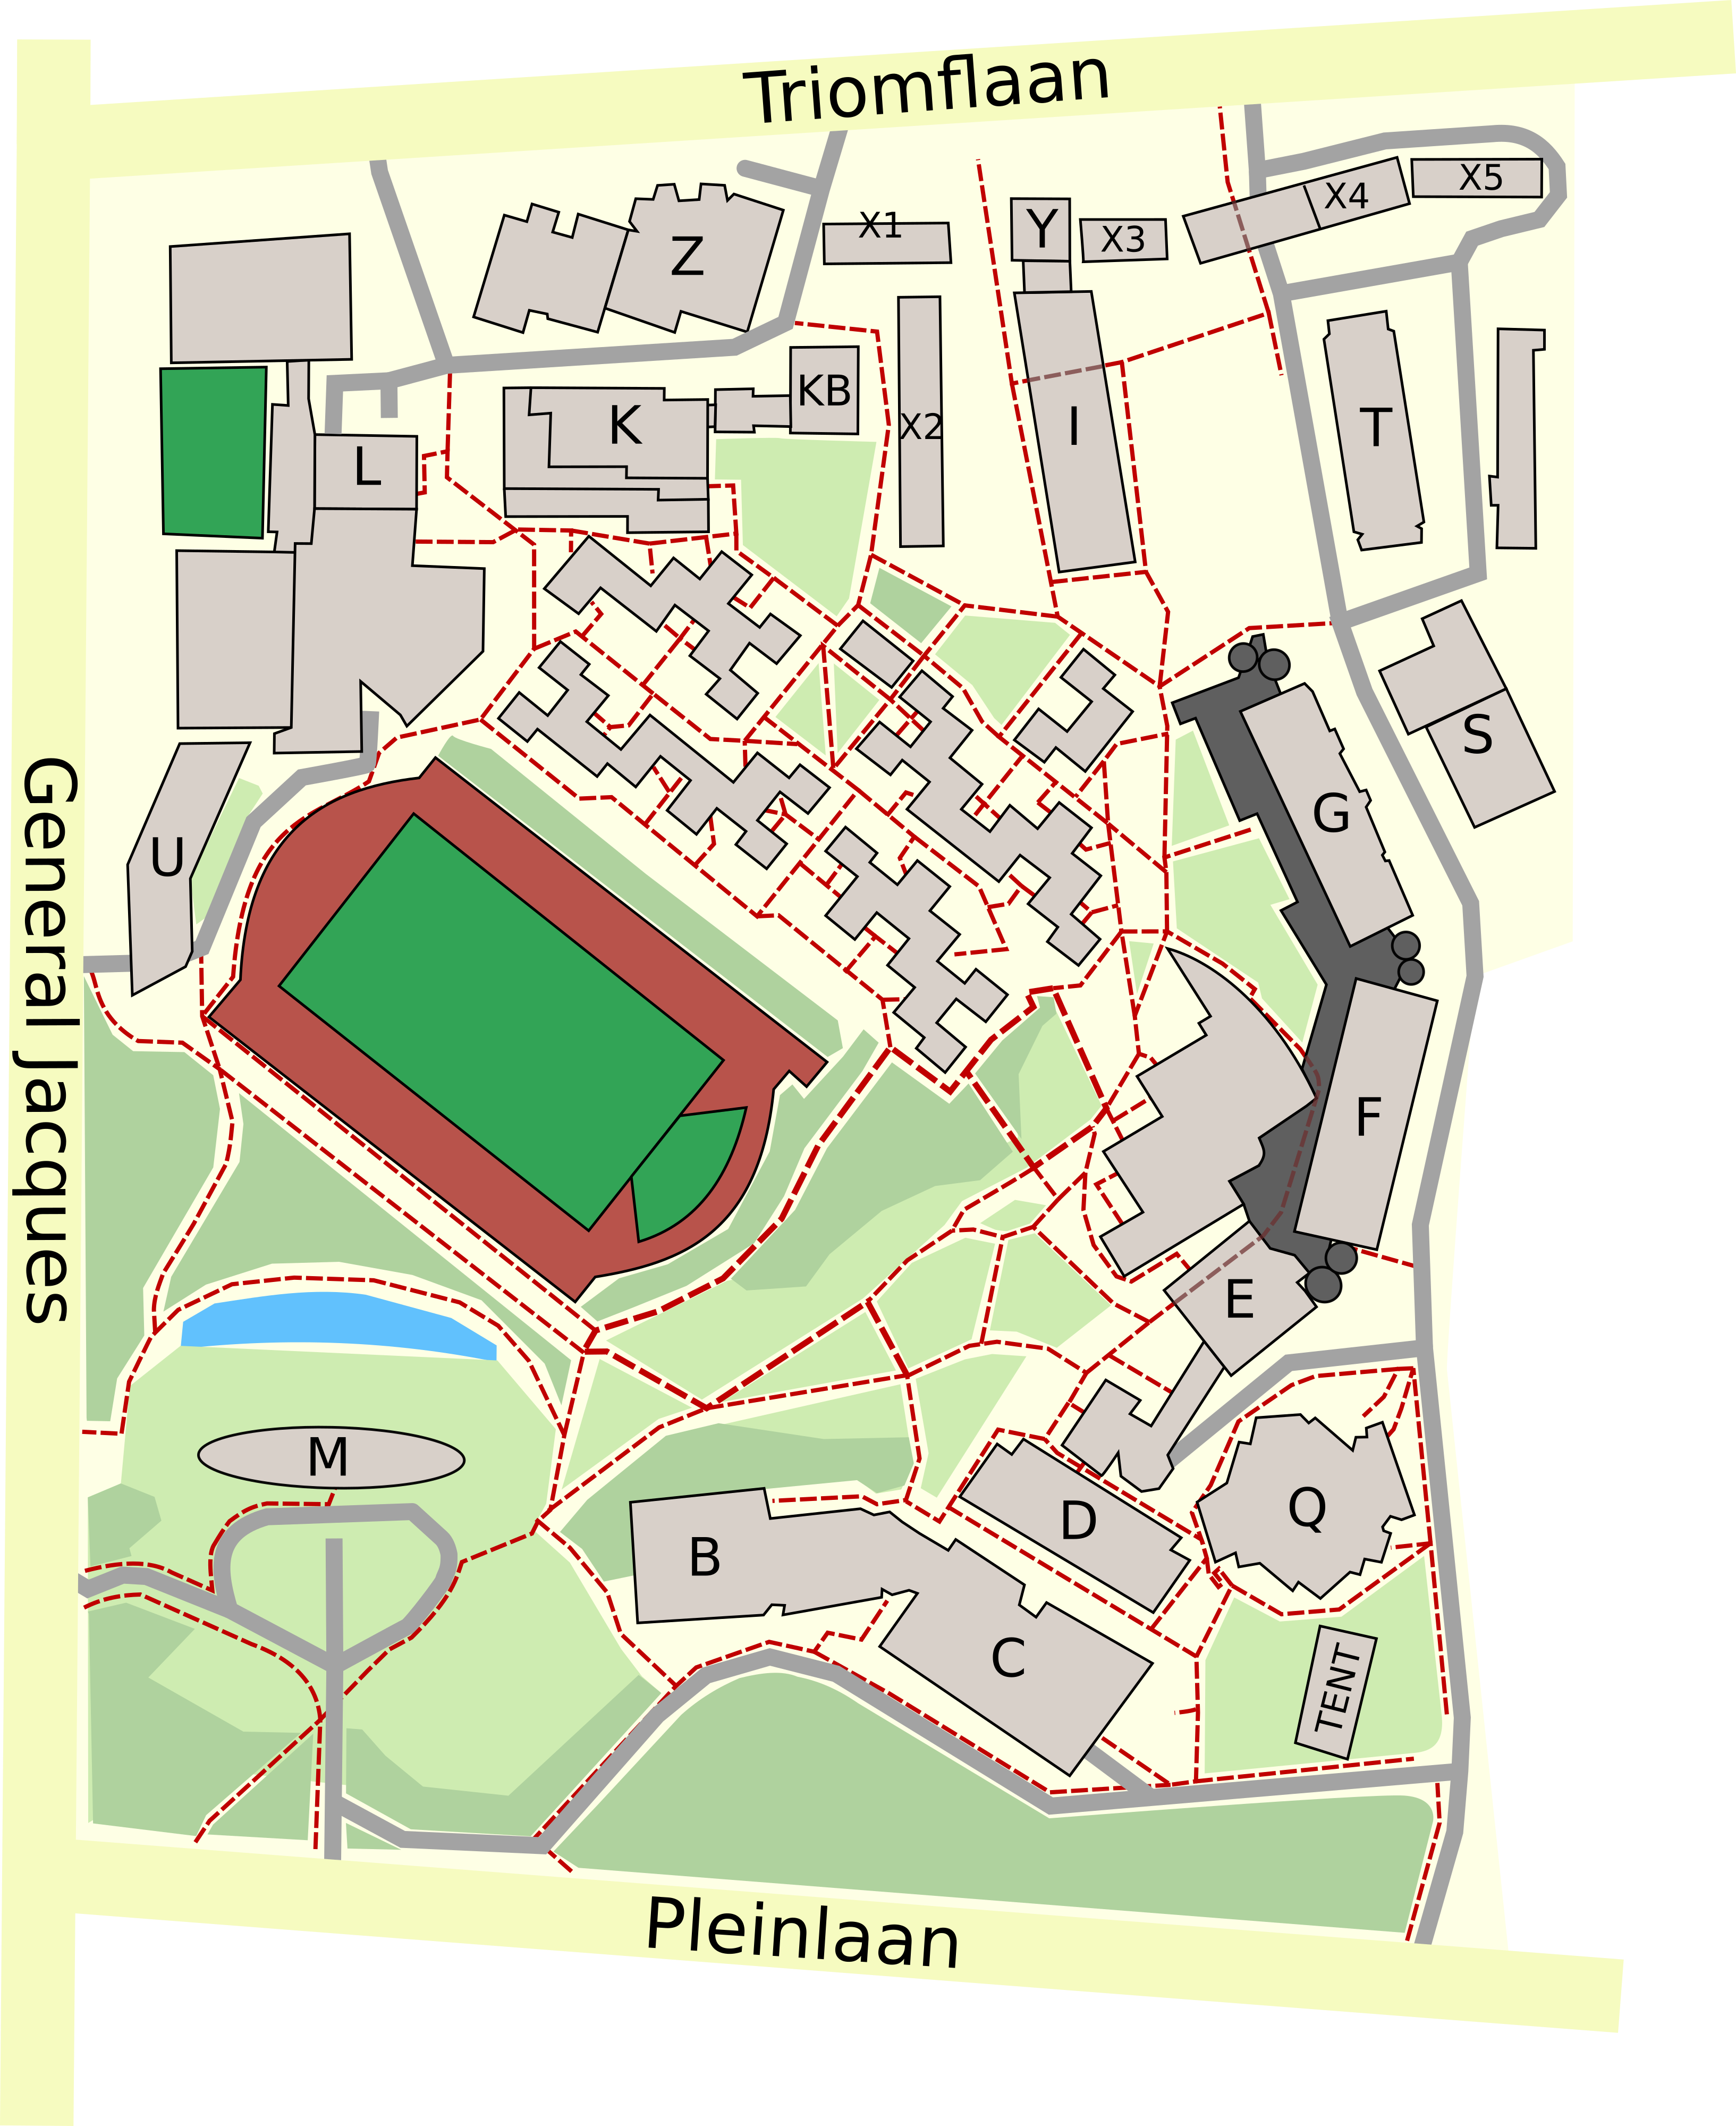 Triomflaan
X5
X4
X1
Y
X3
Z
KB
K
X2
I
T
L
S
G
U
General Jacques
F
E
M
Q
D
B
C
TENT
Pleinlaan